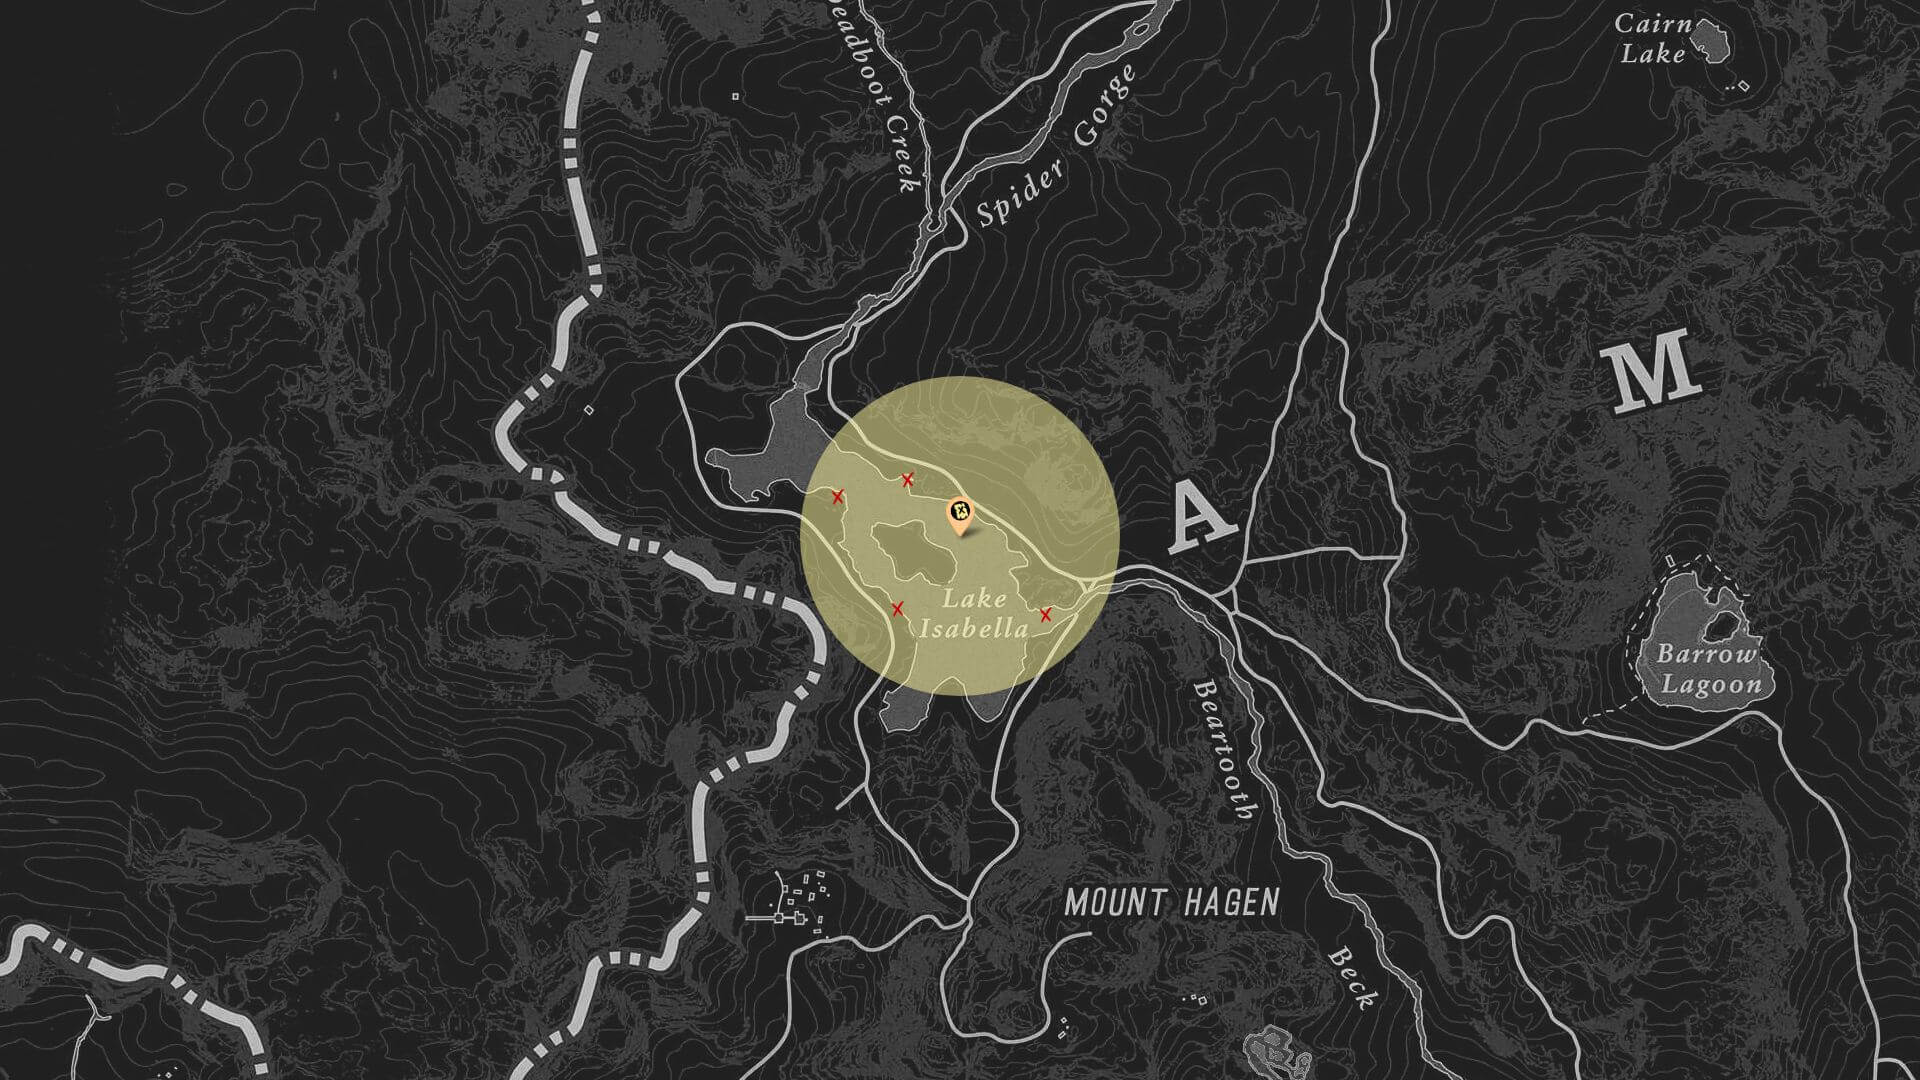 Cairn
Lake
Deadboot Creek
Spider Gorge
M
A
Lake
Isabella
Barrow
Lagoon
Beartooth
MOUNT HAGEN
Beck